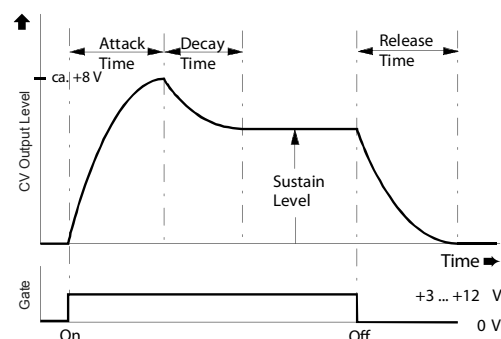 Attack
Time
Decay
Time
Release
Time
ca. +8 V
CV Output Level
Sustain
Level
Time
Gate
+3 ... +12 V
0 V
On
Off